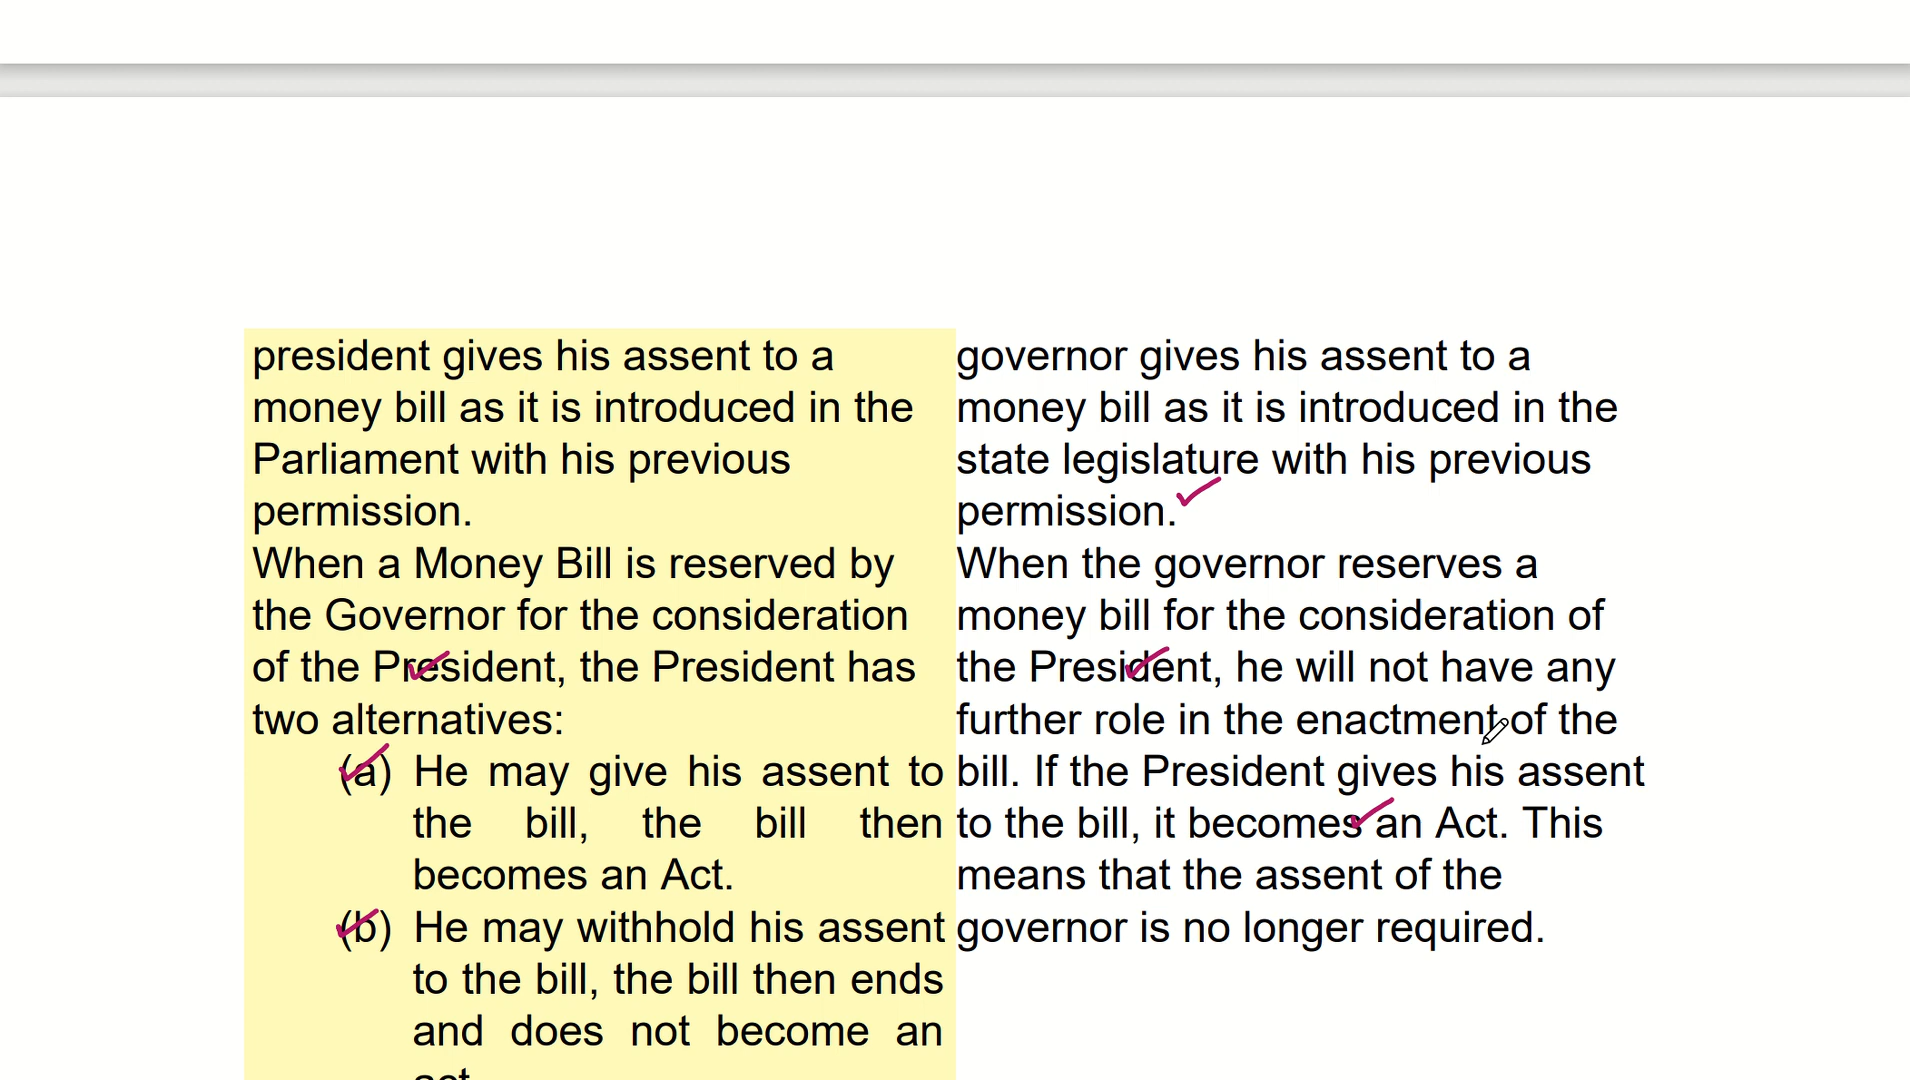 president gives his assent to a
money bill as it is introduced in the
Parliament with his previous
permission.
When a Money Bill is reserved by
the Governor for the consideration
of the President, the President has
two alternatives:
(a) He may give his assent to
the bill, the bill then
becomes an Act.
(b) He may withhold his assent
to the bill, the bill then ends
and does not become an
act.
governor gives his assent to a
money bill as it is introduced in the
state legislature with his previous
permission.
When the governor reserves a
money bill for the consideration of
the President, he will not have any
further role in the enactment of the
bill. If the President gives his assent
to the bill, it becomes an Act. This
means that the assent of the
governor is no longer required.